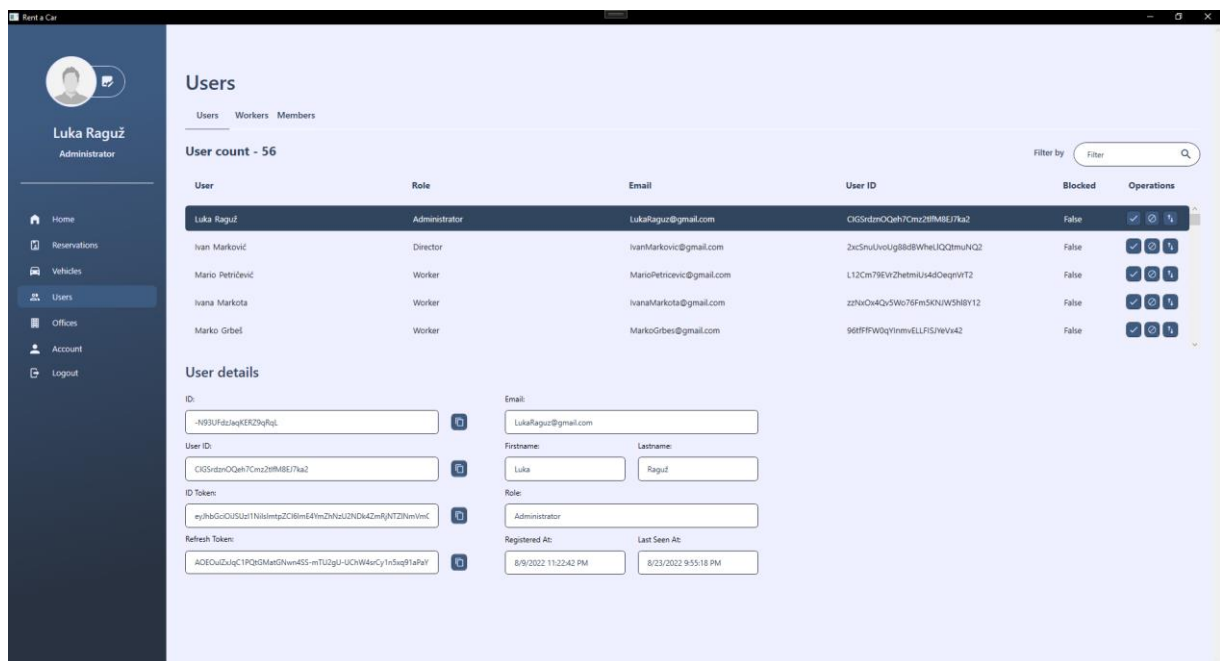 Rent a Car
Luka Raguž
Administrator
Home
Reservations
Vehicles
Users
Offices
Account
Logout
Users
Users Workers Members
User count - 56
Filter by Filter
User Role Email User ID Blocked Operations
Luka Raguž Administrator LukaRaguz@gmail.com False
Ivan Marković Director IvanMarkovic@gmail.com False
Mario Petričević Worker MarioPetricevic@gmail.com False
Ivana Markota Worker IvanaMarkota@gmail.com False
Marko Grbeš Worker MarkoGrbes@gmail.com False
User details
ID: Email:
LukaRaguz@gmail.com
User ID: Firstname: Lastname:
Luka Raguž
ID Token: Role:
Administrator
Refresh Token: Registered At: Last Seen At:
8/9/2022 11:22:42 PM 8/23/2022 9:55:18 PM